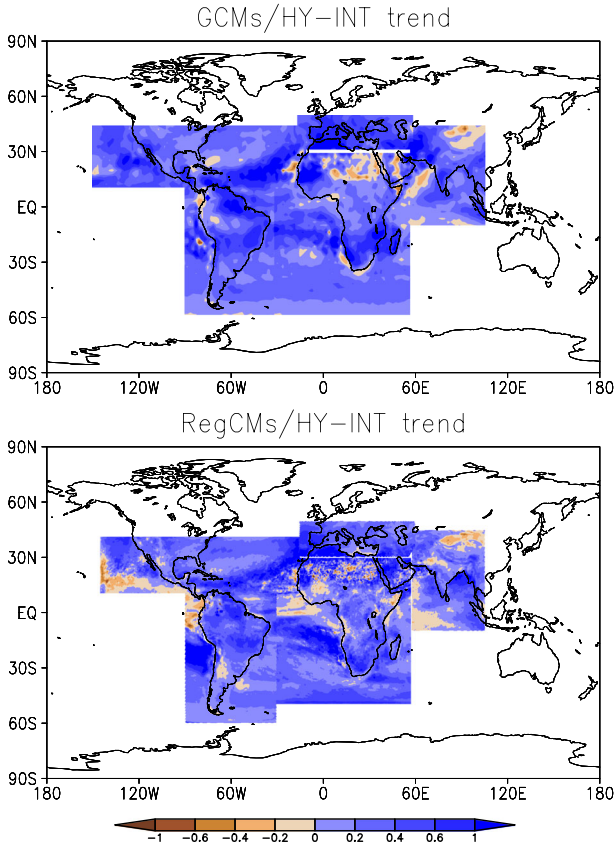 GCMs/HY-INT trend
90N
60N
30N
EQ
30S
60S
90S
180 120W 60W 0 60E 120E 180
RegCMs/HY-INT trend
90N
60N
30N
EQ
30S
60S
90S
180 120W 60W 0 60E 120E 180
-1 -0.6 -0.4 -0.2 0 0.2 0.4 0.6 1